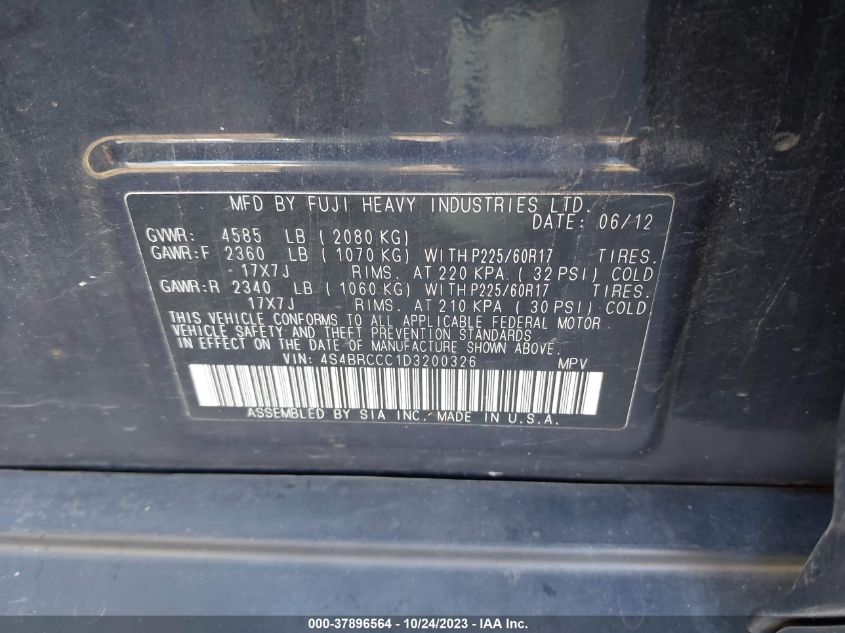 MFD BY FUJI HEAVY INDUSTRIES LTD.
DATE: 06/12
GVWR: 4585 LB ( 2080 KG)
GAWR:F 2360 LB ( 1070 KG) WITH P225/60R17 TIRES.
17X7J RIMS. AT 220 KPA ( 32 PSI) COLD
GAWR:R 2340 LB ( 1060 KG) WITH P225/60R17 TIRES.
17X7J RIMS. AT 210 KPA ( 30 PSI) COLD
THIS VEHICLE CONFORMS TO ALL APPLICABLE FEDERAL MOTOR
VEHICLE SAFETY AND THEFT PREVENTION STANDARDS
IN EFFECT ON THE DATE OF MANUFACTURE SHOWN ABOVE.
VIN: 4S4BRCCC1D3200326 MPV
ASSEMBLED BY SIA INC. MADE IN U.S.A.
000-37896564 - 10/24/2023 - IAA Inc.